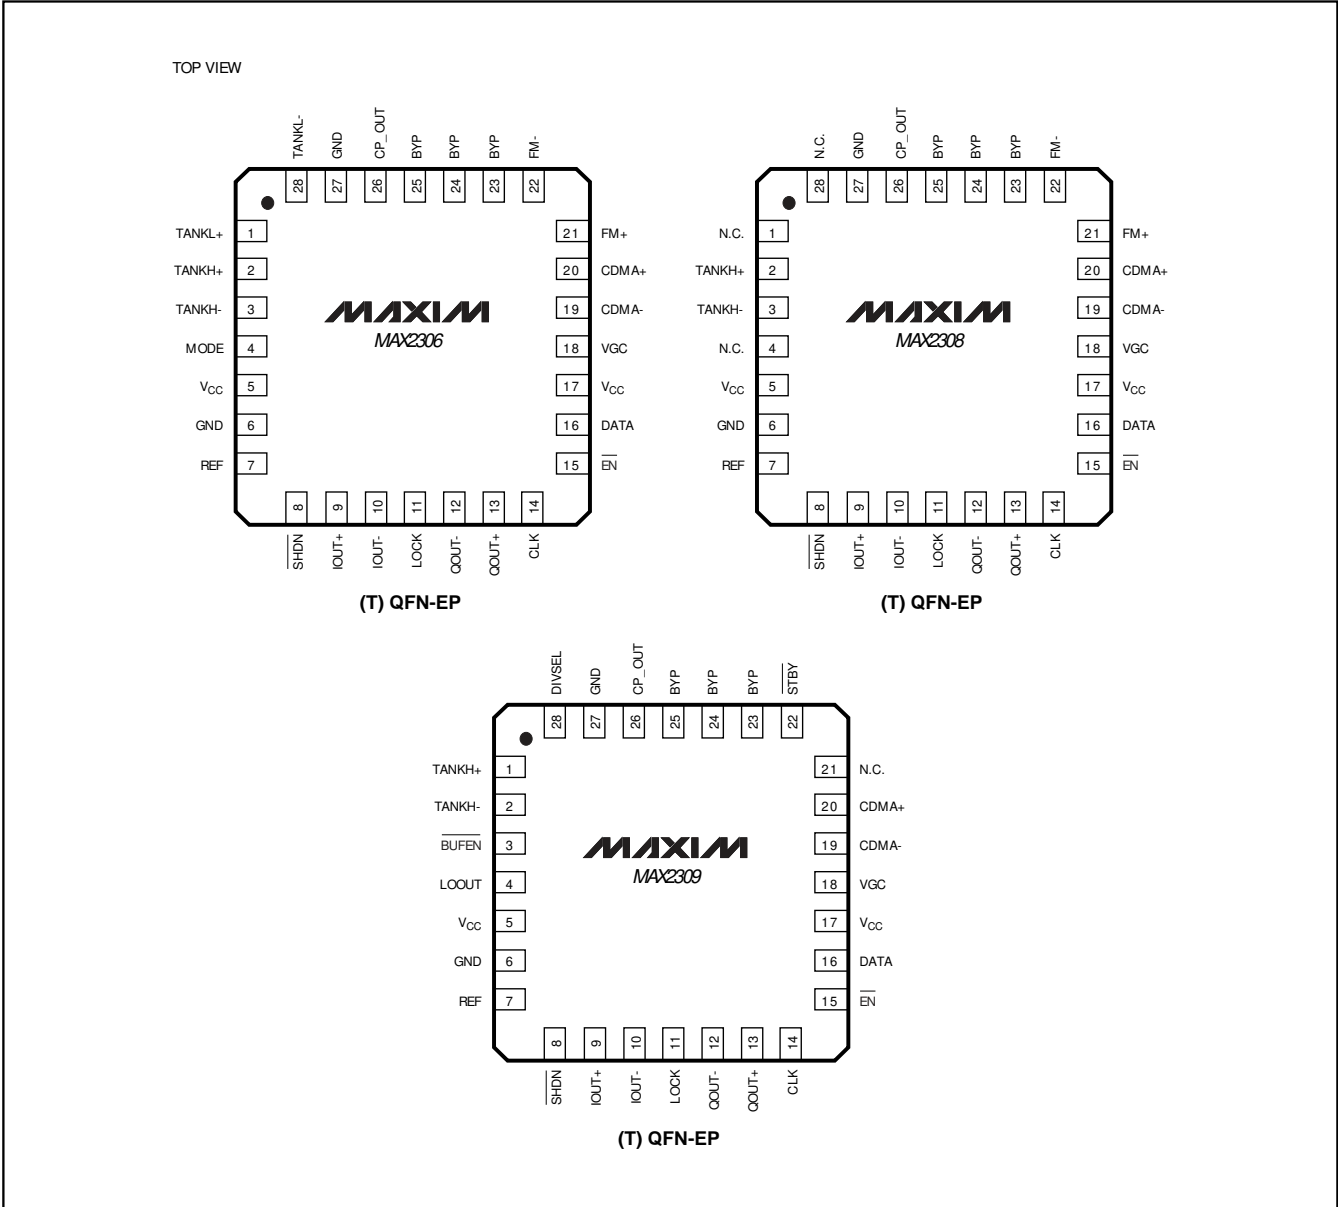 TOP VIEW
TANKL-
GND
CP_OUT
BYP
BYP
BYP
FM-
28
27
26
25
24
23
22
TANKL+ 1
TANKH+ 2
TANKH- 3
MODE 4
VCC 5
GND 6
REF 7
21 FM+
20 CDMA+
19 CDMA-
18 VGC
17 VCC
16 DATA
15 EN
MAXIM
MAX2306
8
9
10
11
12
13
14
SHDN
IOUT+
IOUT-
LOCK
QOUT-
QOUT+
CLK
(T) QFN-EP
N.C.
GND
CP_OUT
BYP
BYP
BYP
FM-
28
27
26
25
24
23
22
N.C. 1
TANKH+ 2
TANKH- 3
N.C. 4
VCC 5
GND 6
REF 7
21 FM+
20 CDMA+
19 CDMA-
18 VGC
17 VCC
16 DATA
15 EN
MAXIM
MAX2308
8
9
10
11
12
13
14
SHDN
IOUT+
IOUT-
LOCK
QOUT-
QOUT+
CLK
(T) QFN-EP
DIVSEL
GND
CP_OUT
BYP
BYP
BYP
STBY
28
27
26
25
24
23
22
TANKH+ 1
TANKH- 2
BUFEN 3
LOOUT 4
VCC 5
GND 6
REF 7
21 N.C.
20 CDMA+
19 CDMA-
18 VGC
17 VCC
16 DATA
15 EN
MAXIM
MAX2309
8
9
10
11
12
13
14
SHDN
IOUT+
IOUT-
LOCK
QOUT-
QOUT+
CLK
(T) QFN-EP